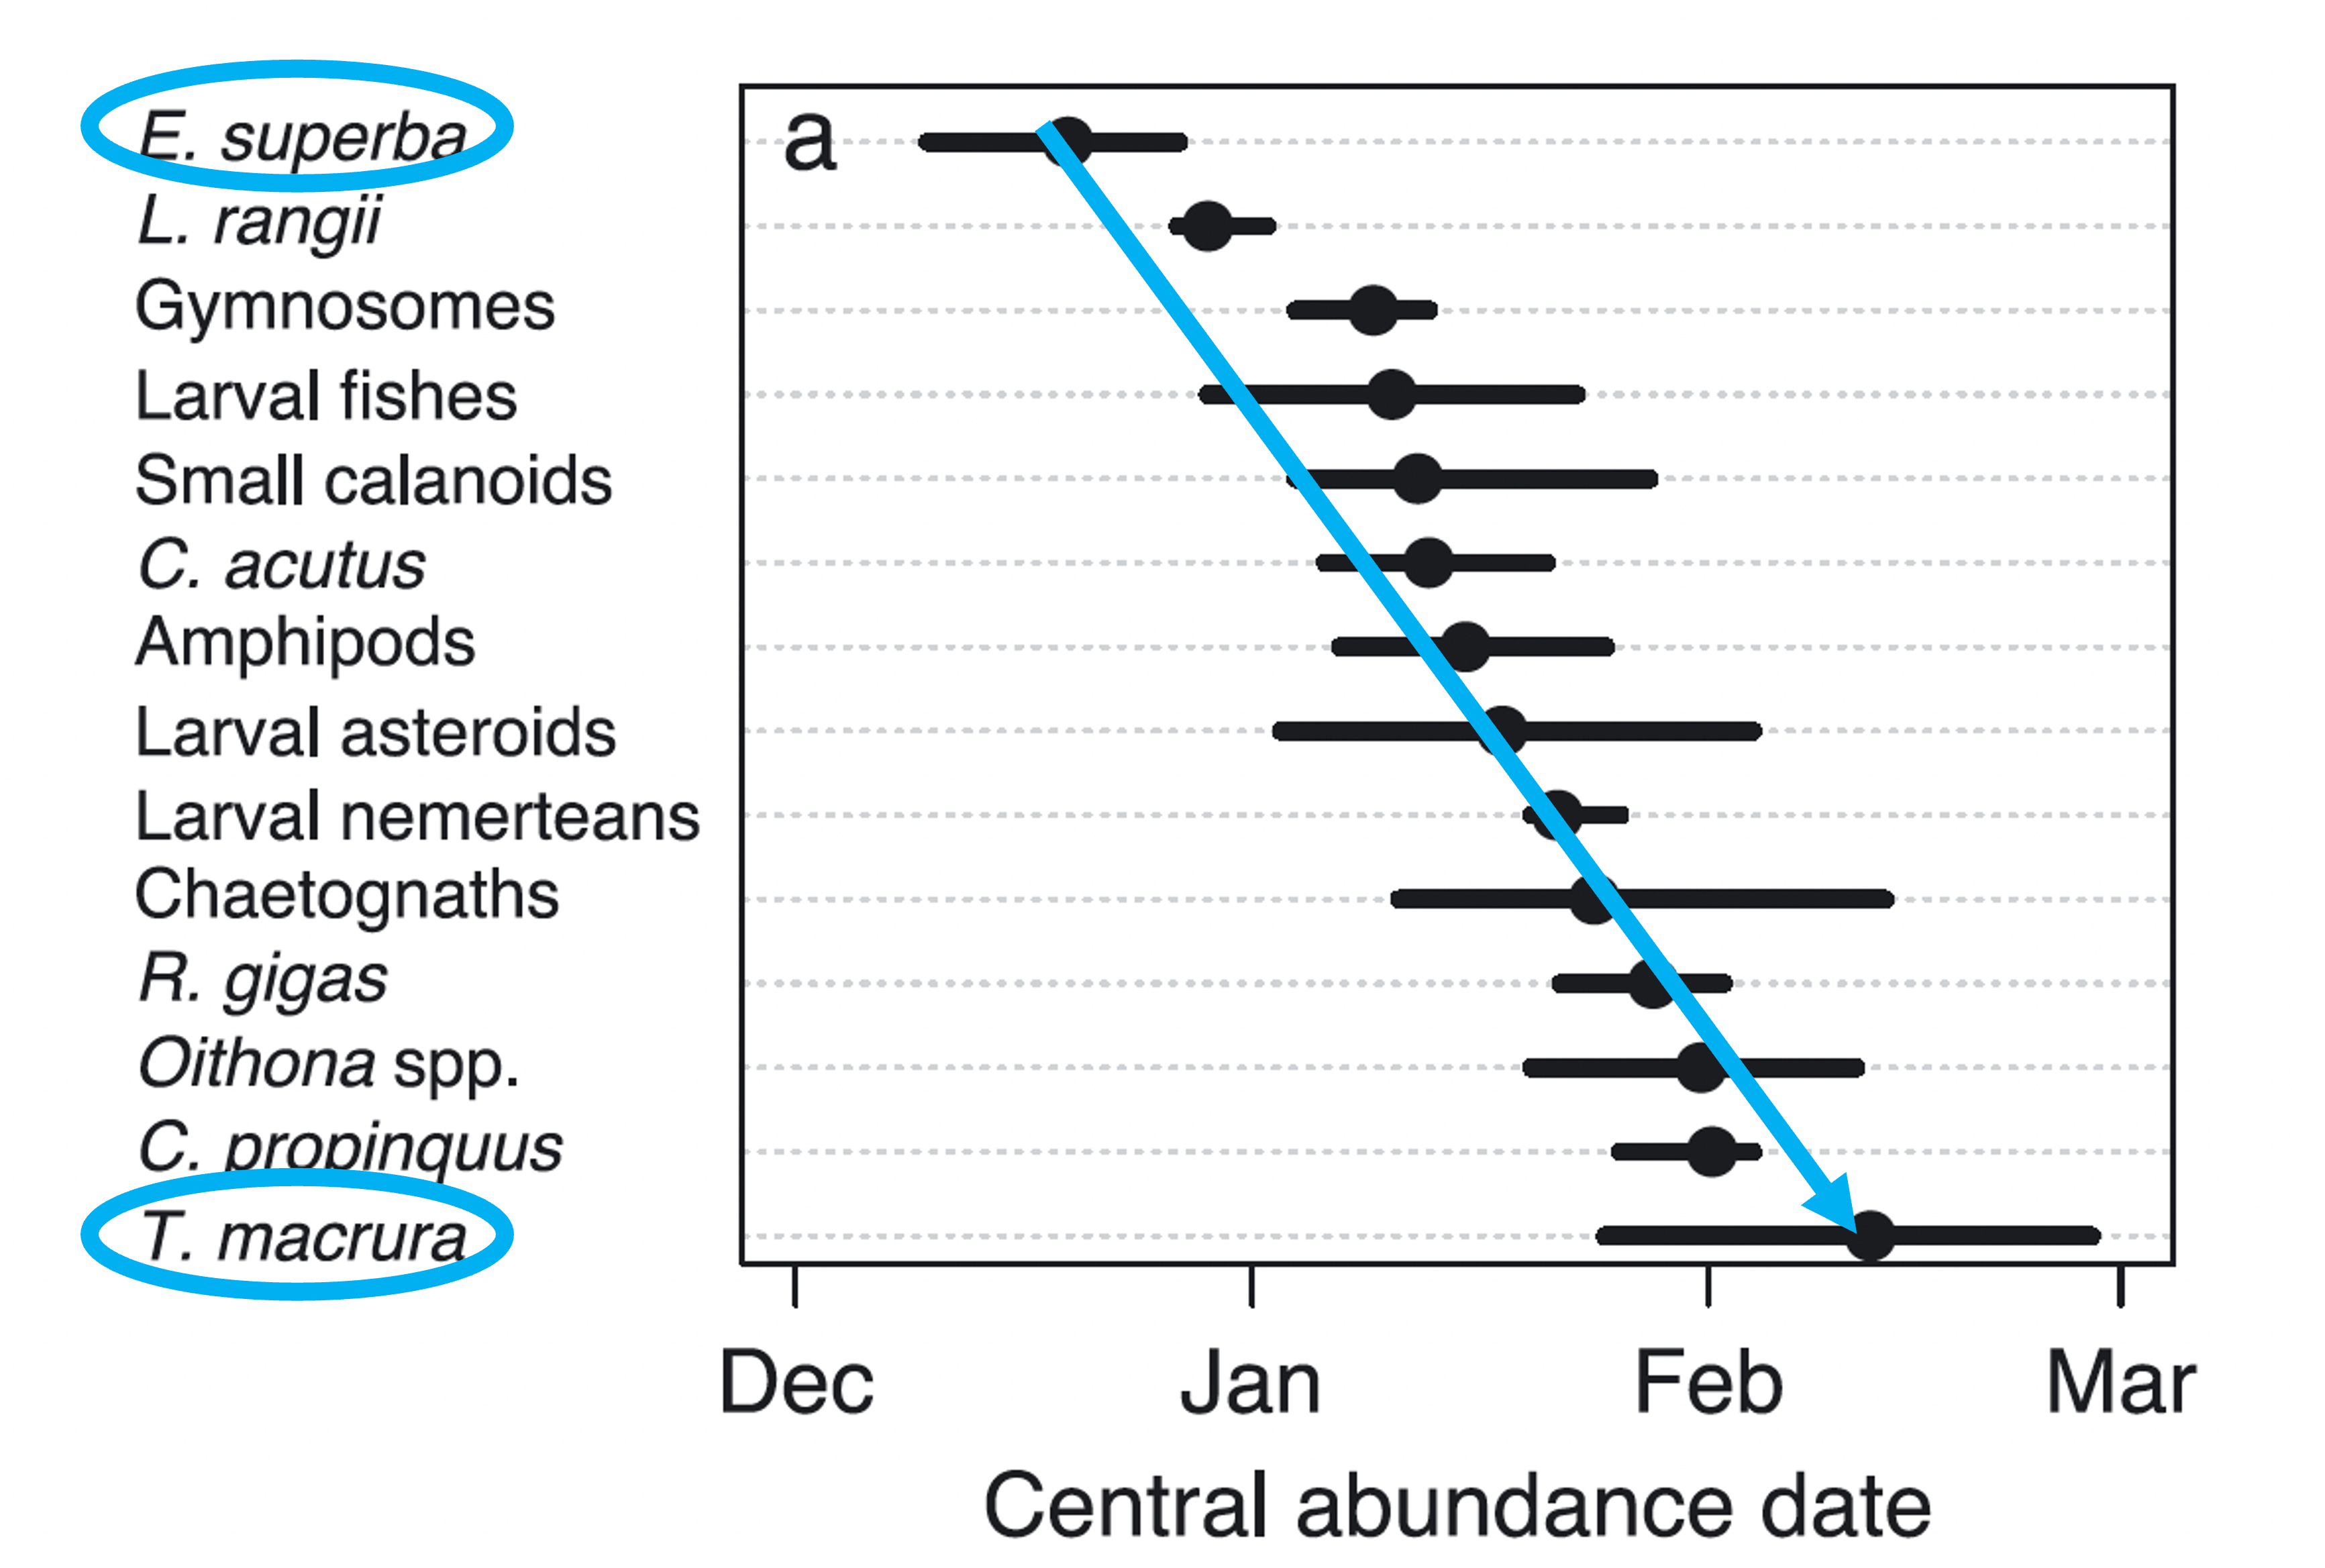 E. superba
a
L. rangii
Gymnosomes
Larval fishes
Small calanoids
C. acutus
Amphipods
Larval asteroids
Larval nemerteans
Chaetognaths
R. gigas
Oithona spp.
C. propinquus
T. macrura
Dec Jan Feb Mar
Central abundance date